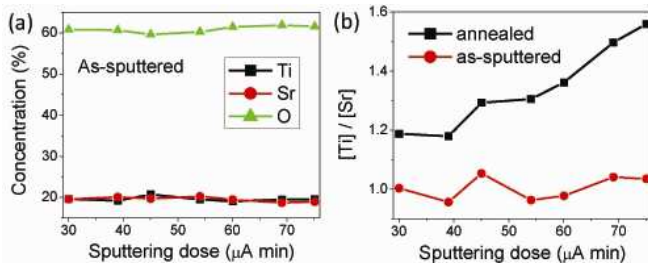 (a)
60
40
20
Concentration (%)
As-sputtered
Ti
Sr
O
30 40 50 60 70
Sputtering dose (μA min)
(b)
1.6
1.4
1.2
1.0
[Ti] / [Sr]
annealed
as-sputtered
30 40 50 60 70
Sputtering dose (μA min)